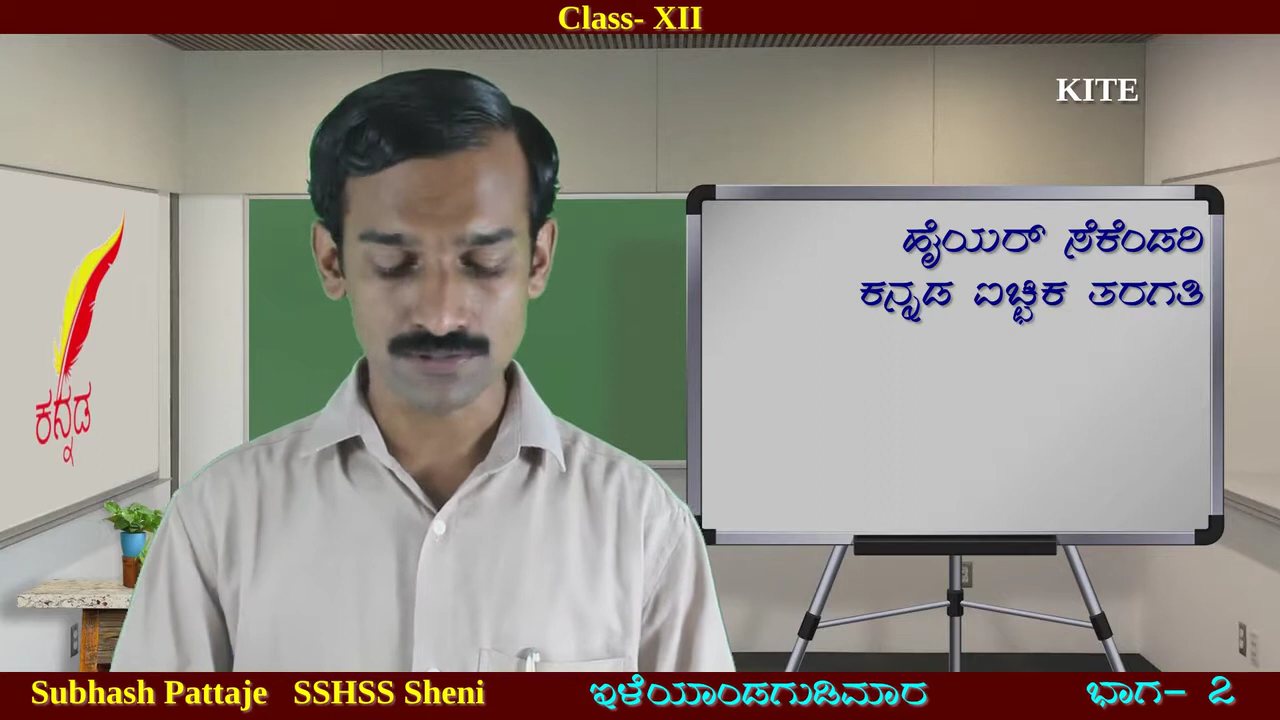 Class- XII
KITE
ಹೈಯರ್ ಸೆಕೆಂಡರಿ
ಕನ್ನಡ ಐಚ್ಛಿಕ ತರಗತಿ
ಕನ್ನಡ
Subhash Pattaje SSHSS Sheni ಇಳೆಯಾಂಡಗುಡಿಮಾರ ಭಾಗ- 2